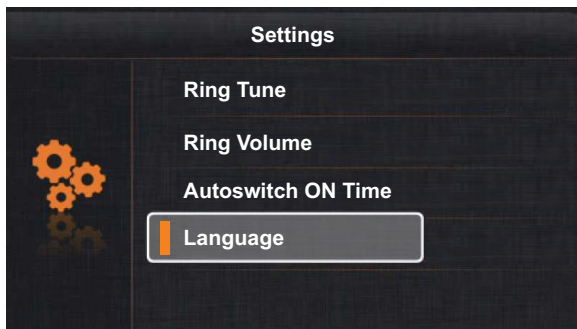 Settings
Ring Tune
Ring Volume
Autoswitch ON Time
Language